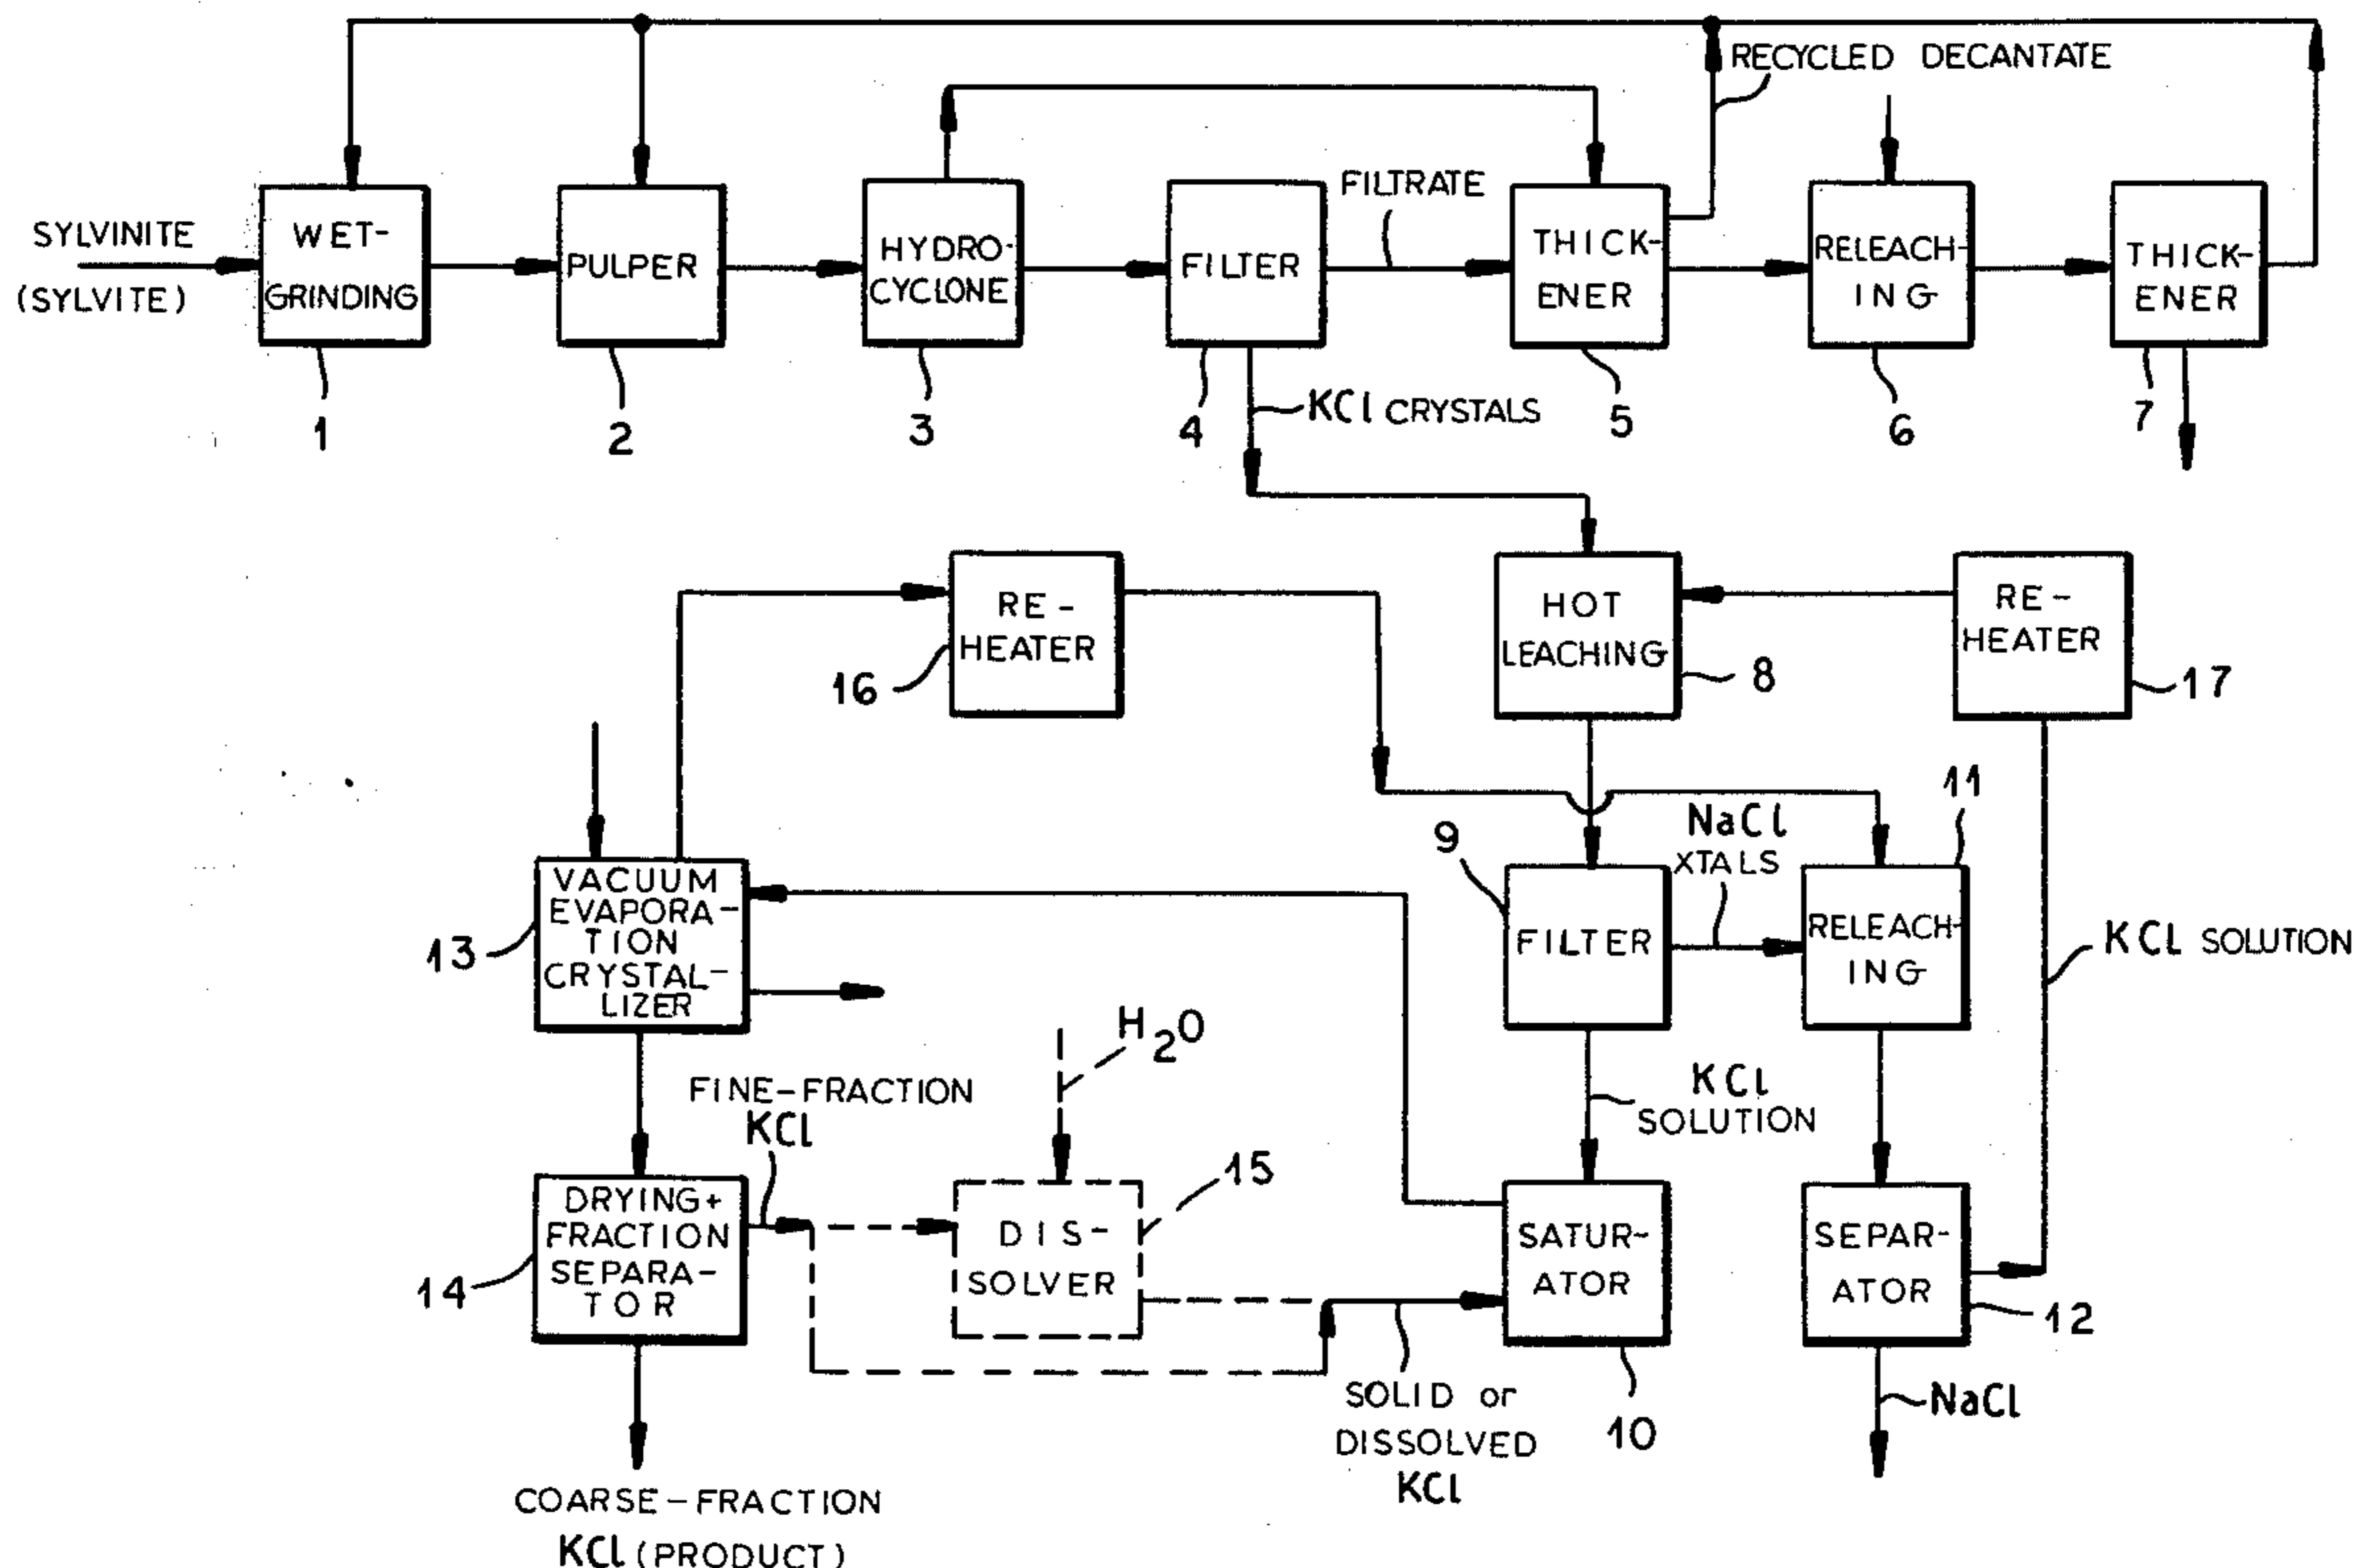 RECYCLED DECANTATE
SYLVINITE
(SYLVITE)
WET-
GRINDING
PULPER
HYDRO-
CYCLONE
FILTER
FILTRATE
THICK-
ENER
RELEACH-
ING
THICK-
ENER
1
2
3
4
5
6
7
KCl CRYSTALS
RE-
HEATER
16
HOT
LEACHING
8
RE-
HEATER
17
VACUUM
EVAPORA-
TION
CRYSTAL-
LIZER
13
9
FILTER
NaCl
XTALS
11
RELEACH-
ING
KCl SOLUTION
H2O
KCl
SOLUTION
FINE-FRACTION
KCl
DRYING+
FRACTION
SEPARA-
TOR
14
DIS-
SOLVER
15
SATUR-
ATOR
10
SEPAR-
ATOR
12
SOLID or
DISSOLVED
KCl
NaCl
COARSE-FRACTION
KCl (PRODUCT)